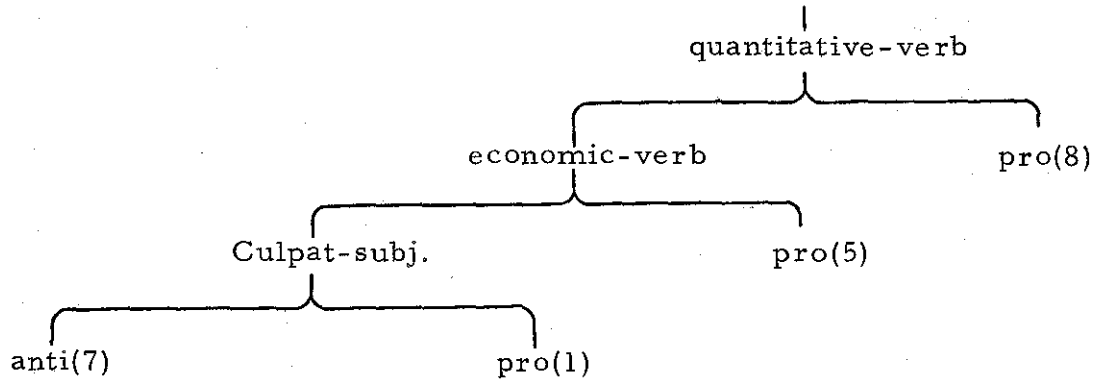 quantitative-verb
economic-verb pro(8)
Culpat-subj. pro(5)
anti(7) pro(1)